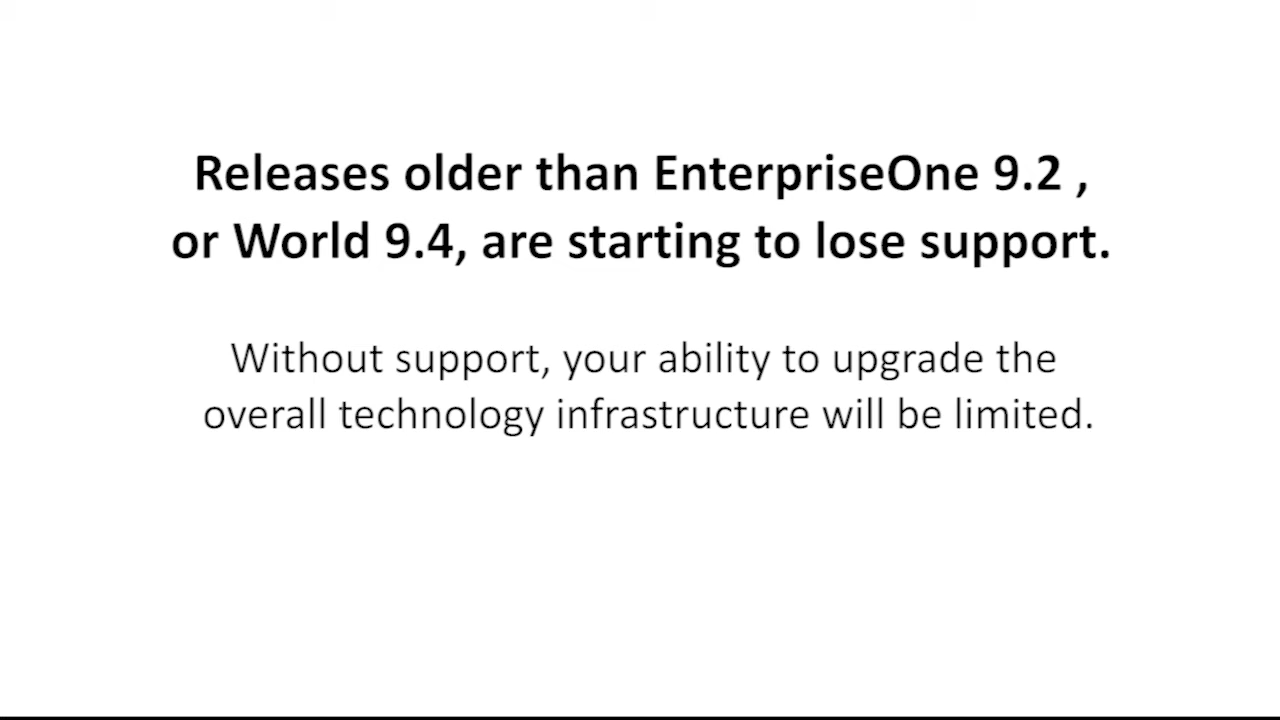 Releases older than EnterpriseOne 9.2 ,
or World 9.4, are starting to lose support.
Without support, your ability to upgrade the
overall technology infrastructure will be limited.